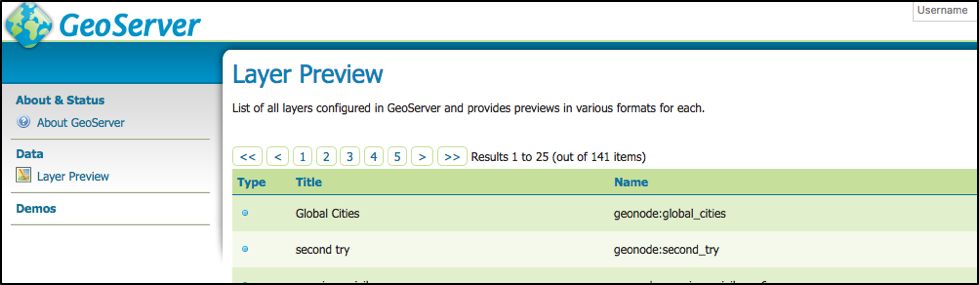 GeoServer
Username
About & Status
About GeoServer
Data
Layer Preview
Demos
Layer Preview
List of all layers configured in GeoServer and provides previews in various formats for each.
<< < 1 2 3 4 5 > >> Results 1 to 25 (out of 141 items)
Type Title Name
Global Cities geonode:global_cities
second try geonode:second_try